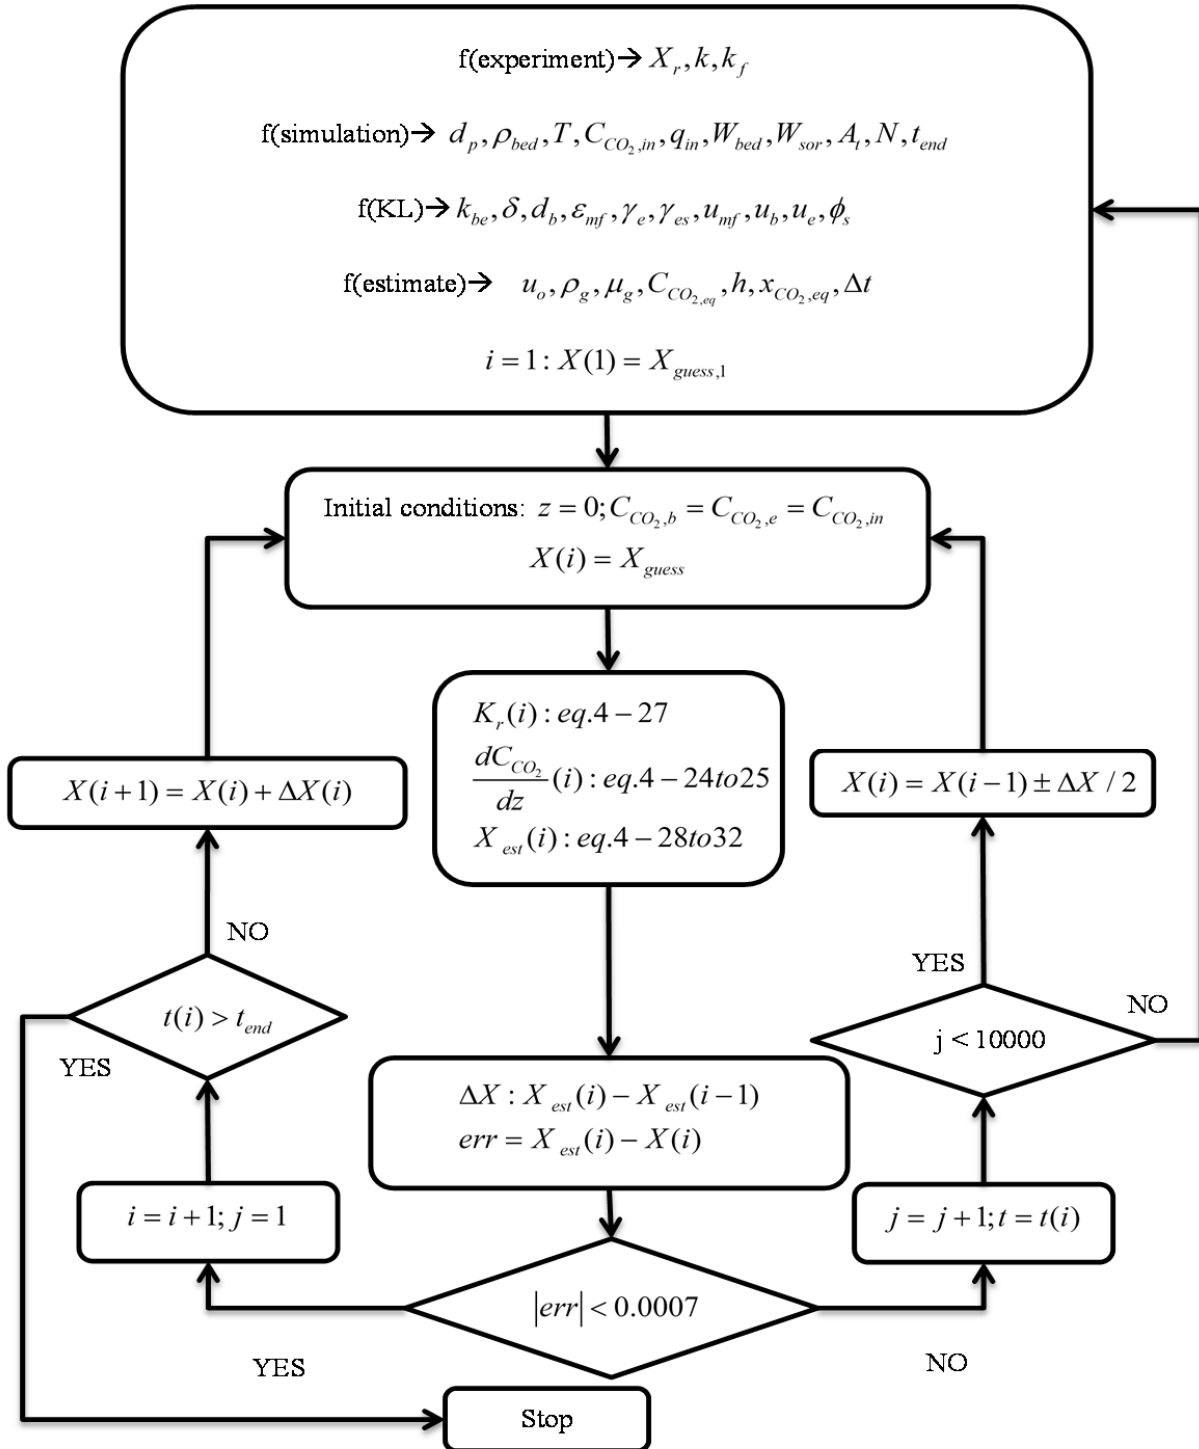 f(experiment)→ X_r, k, k_f
f(simulation)→ d_p, ρ_bed, T, C_CO₂,in, q_in, W_bed, W_sor, A_t, N, t_end
f(KL)→ k_be, δ, d_b, ε_mf, γ_e, γ_es, u_mf, u_b, u_e, ϕ_s
f(estimate)→ u_o, ρ_g, μ_g, C_CO₂,eq, h, x_CO₂,eq, Δt
i = 1 : X(1) = X_guess,1
Initial conditions: z = 0; C_CO₂,b = C_CO₂,e = C_CO₂,in
X(i) = X_guess
K_r(i) : eq.4 − 27
dC_CO₂/dz (i) : eq.4 − 24to25
X_est(i) : eq.4 − 28to32
X(i+1) = X(i) + ΔX(i)
X(i) = X(i−1) ± ΔX / 2
NO
YES
t(i) > t_end
YES
j < 10000
NO
ΔX : X_est(i) − X_est(i−1)
err = X_est(i) − X(i)
i = i+1; j = 1
j = j+1; t = t(i)
|err| < 0.0007
YES
NO
Stop